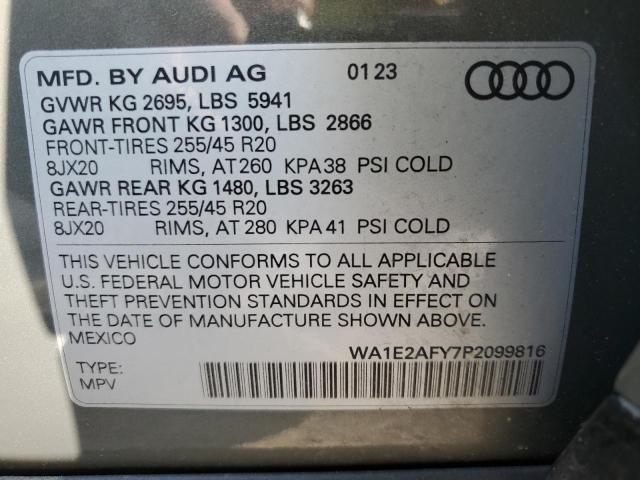 MFD. BY AUDI AG 01 23
GVWR KG 2695, LBS 5941
GAWR FRONT KG 1300, LBS 2866
FRONT-TIRES 255/45 R20
8JX20 RIMS, AT 260 KPA 38 PSI COLD
GAWR REAR KG 1480, LBS 3263
REAR-TIRES 255/45 R20
8JX20 RIMS, AT 280 KPA 41 PSI COLD
THIS VEHICLE CONFORMS TO ALL APPLICABLE
U.S. FEDERAL MOTOR VEHICLE SAFETY AND
THEFT PREVENTION STANDARDS IN EFFECT ON
THE DATE OF MANUFACTURE SHOWN ABOVE.
MEXICO
WA1E2AFY7P2099816
TYPE:
MPV